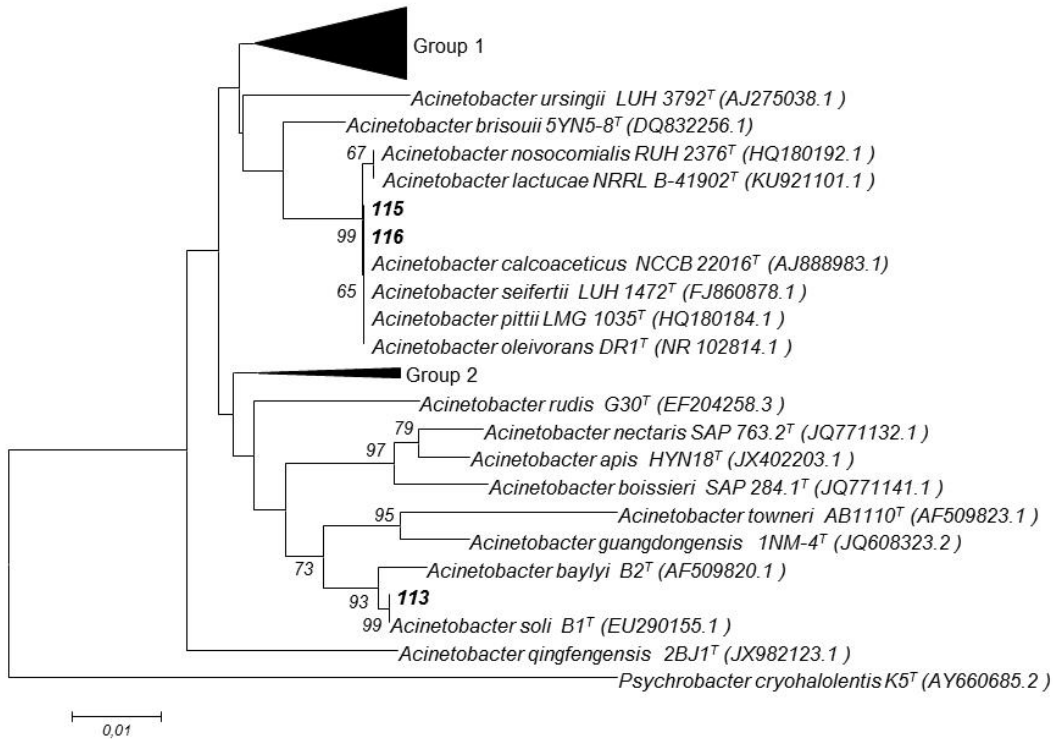 Group 1
Acinetobacter ursingii LUH 3792ᵀ (AJ275038.1 )
Acinetobacter brisouii 5YN5-8ᵀ (DQ832256.1)
67
Acinetobacter nosocomialis RUH 2376ᵀ (HQ180192.1 )
Acinetobacter lactucae NRRL B-41902ᵀ (KU921101.1 )
115
99
116
Acinetobacter calcoaceticus NCCB 22016ᵀ (AJ888983.1)
65
Acinetobacter seifertii LUH 1472ᵀ (FJ860878.1 )
Acinetobacter pittii LMG 1035ᵀ (HQ180184.1 )
Acinetobacter oleivorans DR1ᵀ (NR 102814.1 )
Group 2
Acinetobacter rudis G30ᵀ (EF204258.3 )
79
Acinetobacter nectaris SAP 763.2ᵀ (JQ771132.1 )
97
Acinetobacter apis HYN18ᵀ (JX402203.1 )
Acinetobacter boissieri SAP 284.1ᵀ (JQ771141.1 )
95
Acinetobacter towneri AB1110ᵀ (AF509823.1 )
Acinetobacter guangdongensis 1NM-4ᵀ (JQ608323.2 )
73
Acinetobacter baylyi B2ᵀ (AF509820.1 )
93
113
99
Acinetobacter soli B1ᵀ (EU290155.1 )
Acinetobacter qingfengensis 2BJ1ᵀ (JX982123.1 )
Psychrobacter cryohalolentis K5ᵀ (AY660685.2 )
0,01